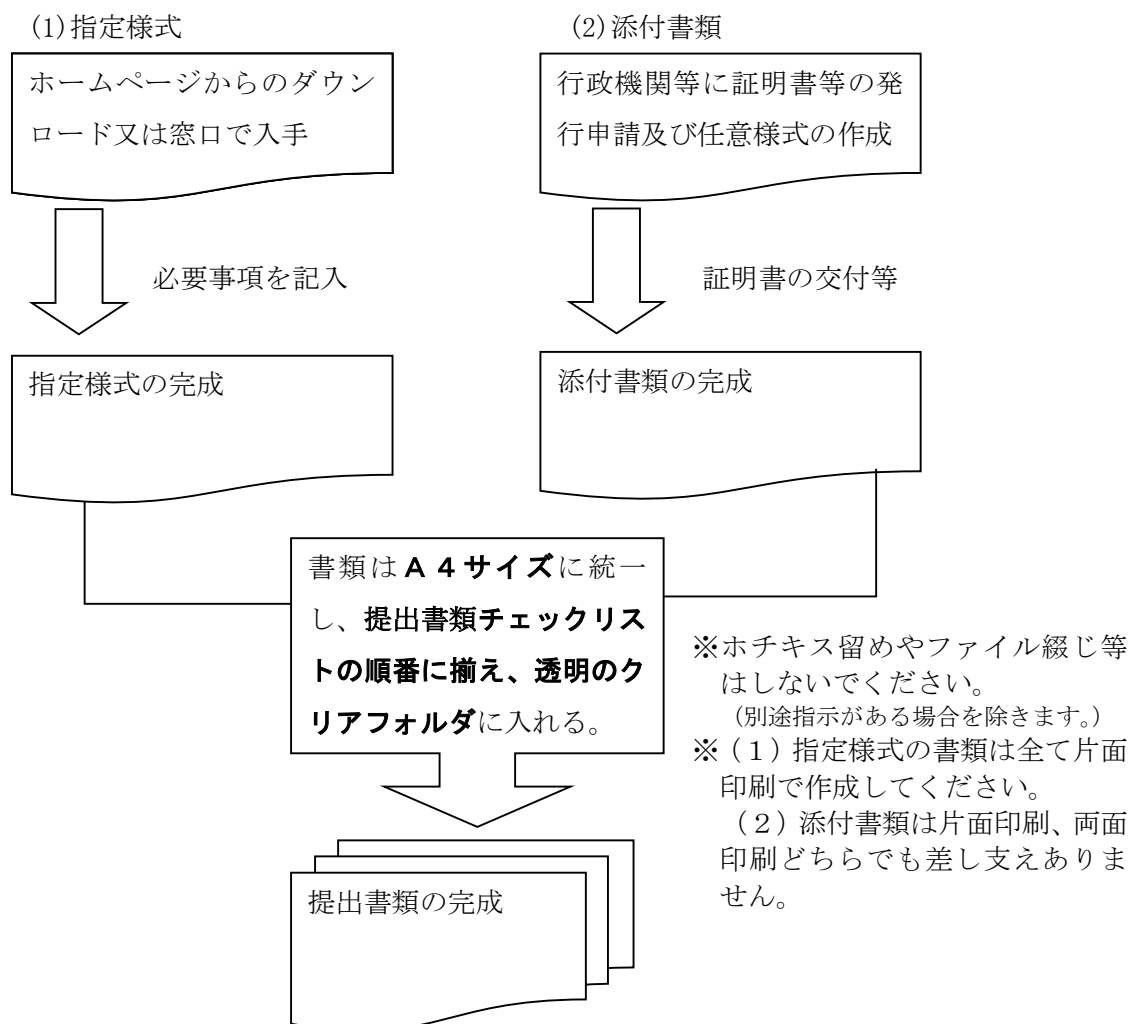 (1)指定様式
ホームページからのダウン
ロード又は窓口で入手
必要事項を記入
指定様式の完成
(2)添付書類
行政機関等に証明書等の発
行申請及び任意様式の作成
証明書の交付等
添付書類の完成
書類はA4サイズに統一
し、提出書類チェックリス
トの順番に揃え、透明のク
リアフォルダに入れる。
※ホチキス留めやファイル綴じ等
はしないでください。
(別途指示がある場合を除きます。)
※(1)指定様式の書類は全て片面
印刷で作成してください。
(2)添付書類は片面印刷、両面
印刷どちらでも差し支えありま
せん。
提出書類の完成